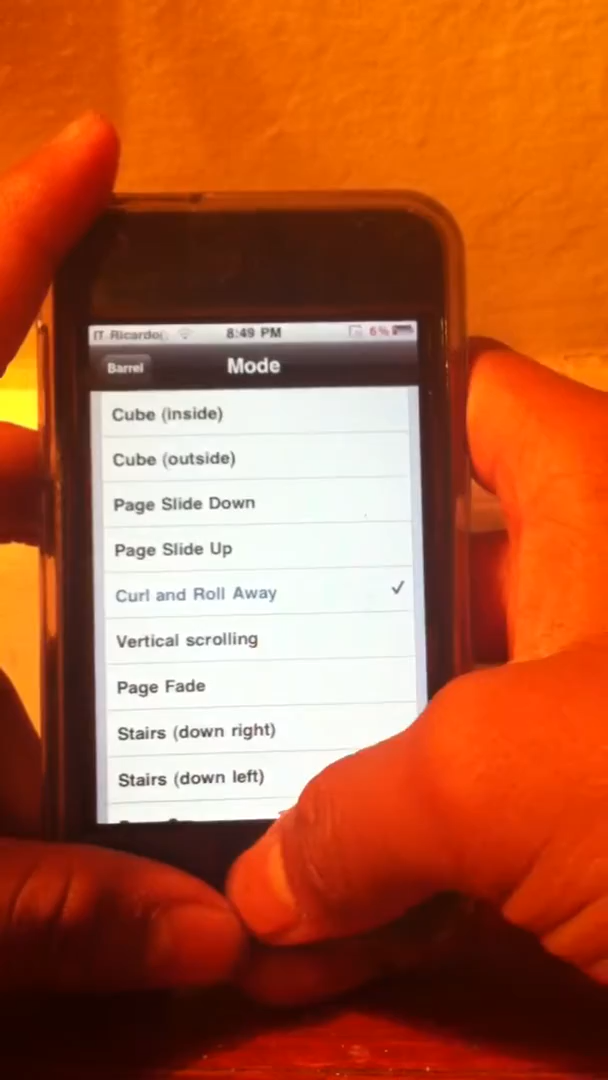 IT Ricardo
8:49 PM
6%
Barrel
Mode
Cube (inside)
Cube (outside)
Page Slide Down
Page Slide Up
Curl and Roll Away
Vertical scrolling
Page Fade
Stairs (down right)
Stairs (down left)